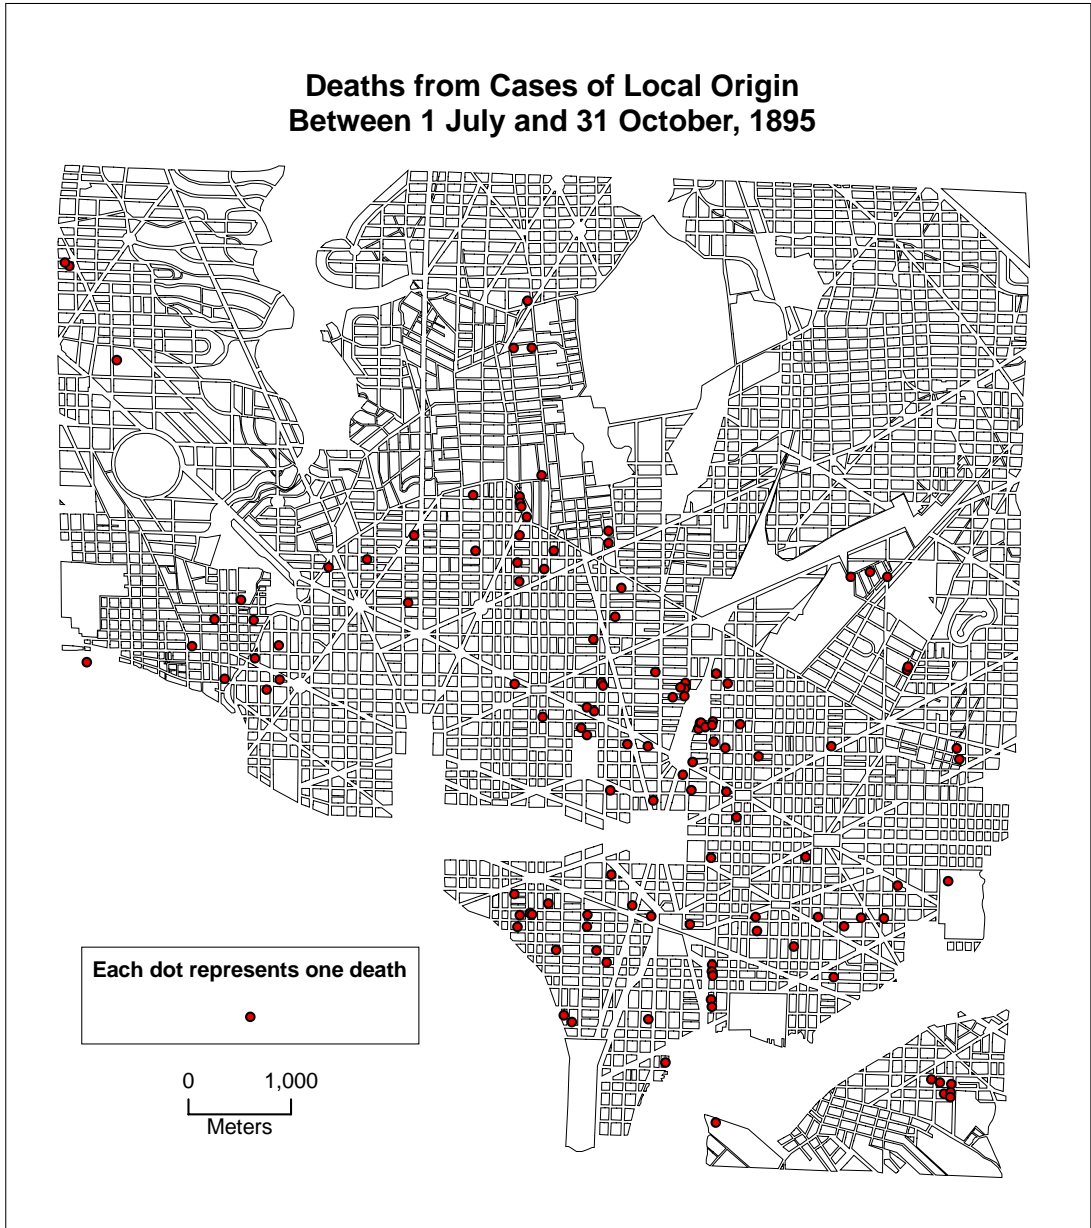 Deaths from Cases of Local Origin
Between 1 July and 31 October, 1895
Each dot represents one death
0 1,000
Meters